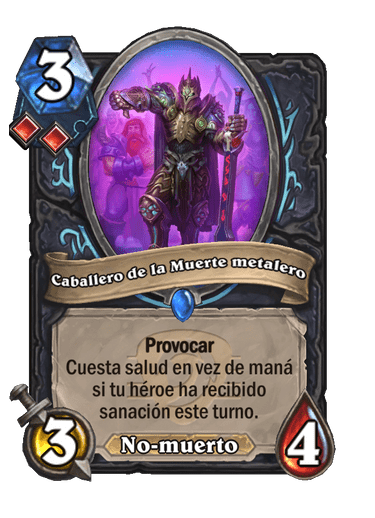 3
Caballero de la Muerte metalero
Provocar
Cuesta salud en vez de maná
si tu héroe ha recibido
sanación este turno.
3
No-muerto
4